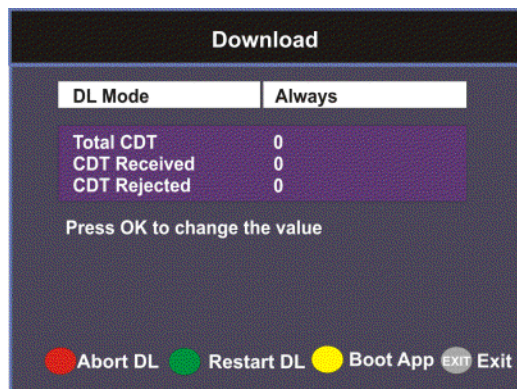 Download
DL Mode Always
Total CDT 0
CDT Received 0
CDT Rejected 0
Press OK to change the value
Abort DL Restart DL Boot App EXIT Exit